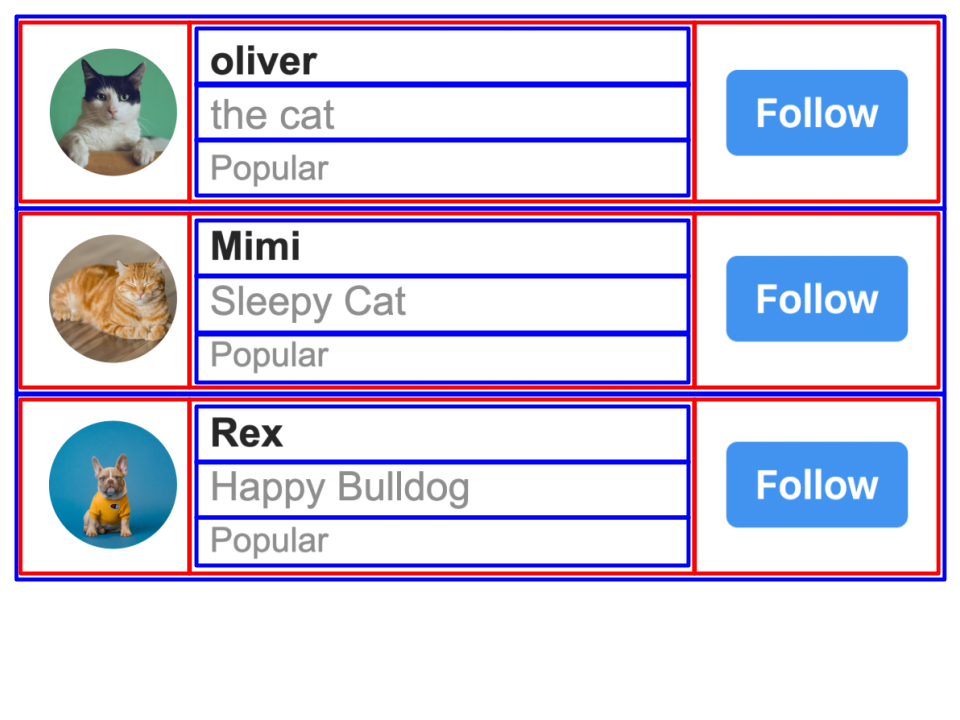 oliver
the cat
Popular
Follow
Mimi
Sleepy Cat
Popular
Follow
Rex
Happy Bulldog
Popular
Follow